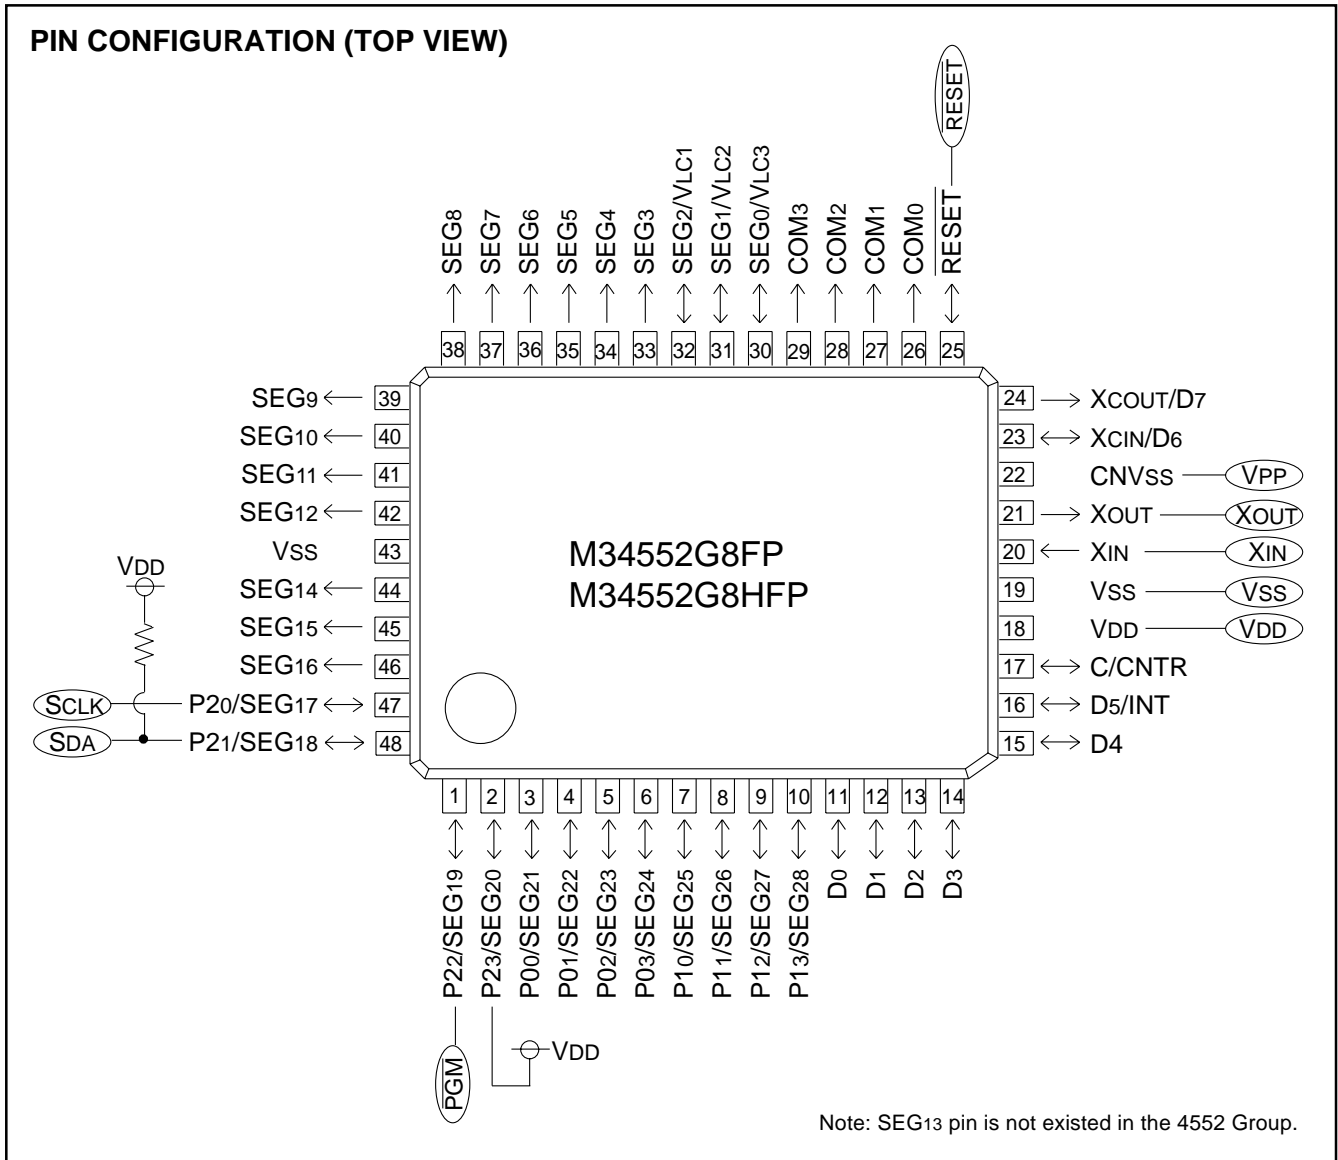 PIN CONFIGURATION (TOP VIEW)
RESET
SEG8
SEG7
SEG6
SEG5
SEG4
SEG3
SEG2/VLC1
SEG1/VLC2
SEG0/VLC3
COM3
COM2
COM1
COM0
RESET
38 37 36 35 34 33 32 31 30 29 28 27 26 25
SEG9 39
SEG10 40
SEG11 41
SEG12 42
VSS 43
SEG14 44
SEG15 45
SEG16 46
SCLK P20/SEG17 47
SDA P21/SEG18 48
VDD
M34552G8FP
M34552G8HFP
24 XCOUT/D7
23 XCIN/D6
22 CNVSS VPP
21 XOUT XOUT
20 XIN XIN
19 VSS VSS
18 VDD VDD
17 C/CNTR
16 D5/INT
15 D4
1 2 3 4 5 6 7 8 9 10 11 12 13 14
P22/SEG19
P23/SEG20
P00/SEG21
P01/SEG22
P02/SEG23
P03/SEG24
P10/SEG25
P11/SEG26
P12/SEG27
P13/SEG28
D0
D1
D2
D3
PGM
VDD
Note: SEG13 pin is not existed in the 4552 Group.